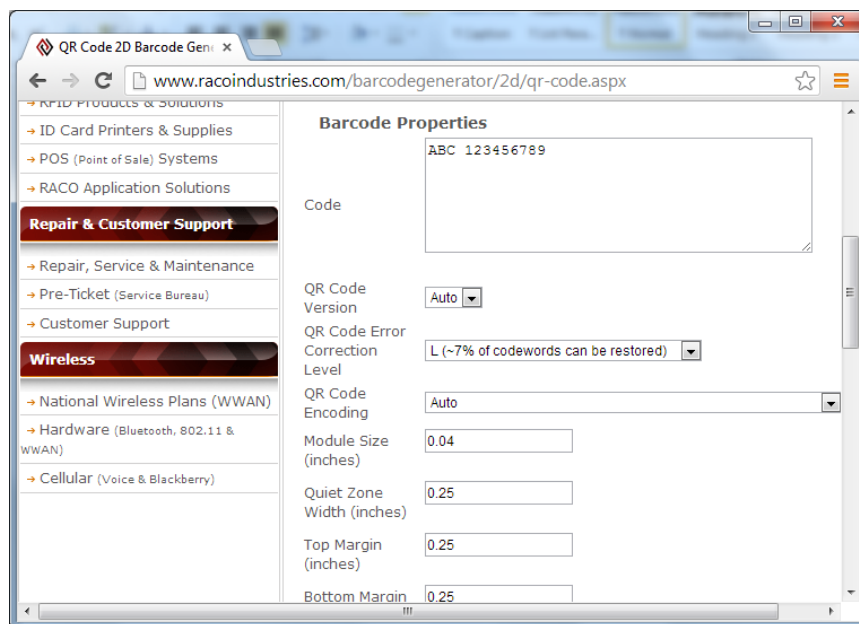 QR Code 2D Barcode Gene
www.racoindustries.com/barcodegenerator/2d/qr-code.aspx
→ RFID Products & Solutions
→ ID Card Printers & Supplies
→ POS (Point of Sale) Systems
→ RACO Application Solutions
Repair & Customer Support
→ Repair, Service & Maintenance
→ Pre-Ticket (Service Bureau)
→ Customer Support
Wireless
→ National Wireless Plans (WWAN)
→ Hardware (Bluetooth, 802.11 &
WWAN)
→ Cellular (Voice & Blackberry)
Barcode Properties
Code
ABC 123456789
QR Code
Version
Auto
QR Code Error
Correction
Level
L (~7% of codewords can be restored)
QR Code
Encoding
Auto
Module Size
(inches)
0.04
Quiet Zone
Width (inches)
0.25
Top Margin
(inches)
0.25
Bottom Margin
0.25